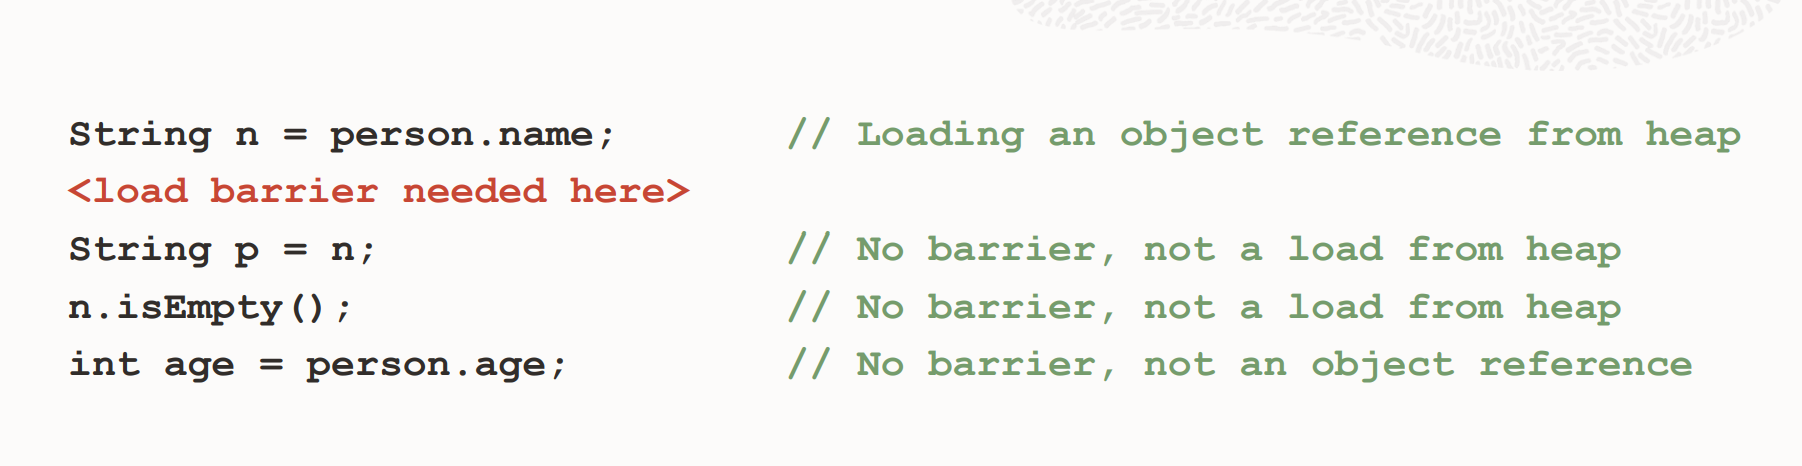 String n = person.name; // Loading an object reference from heap
<load barrier needed here>
String p = n; // No barrier, not a load from heap
n.isEmpty(); // No barrier, not a load from heap
int age = person.age; // No barrier, not an object reference